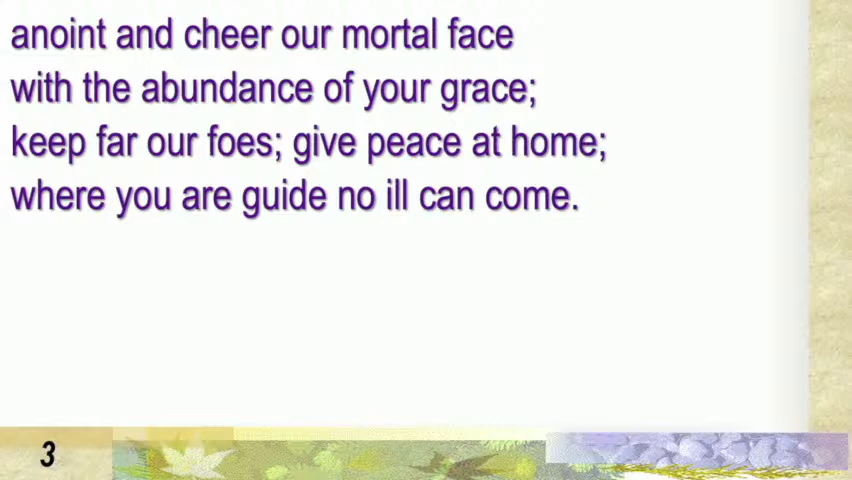 anoint and cheer our mortal face
with the abundance of your grace;
keep far our foes; give peace at home;
where you are guide no ill can come.
3